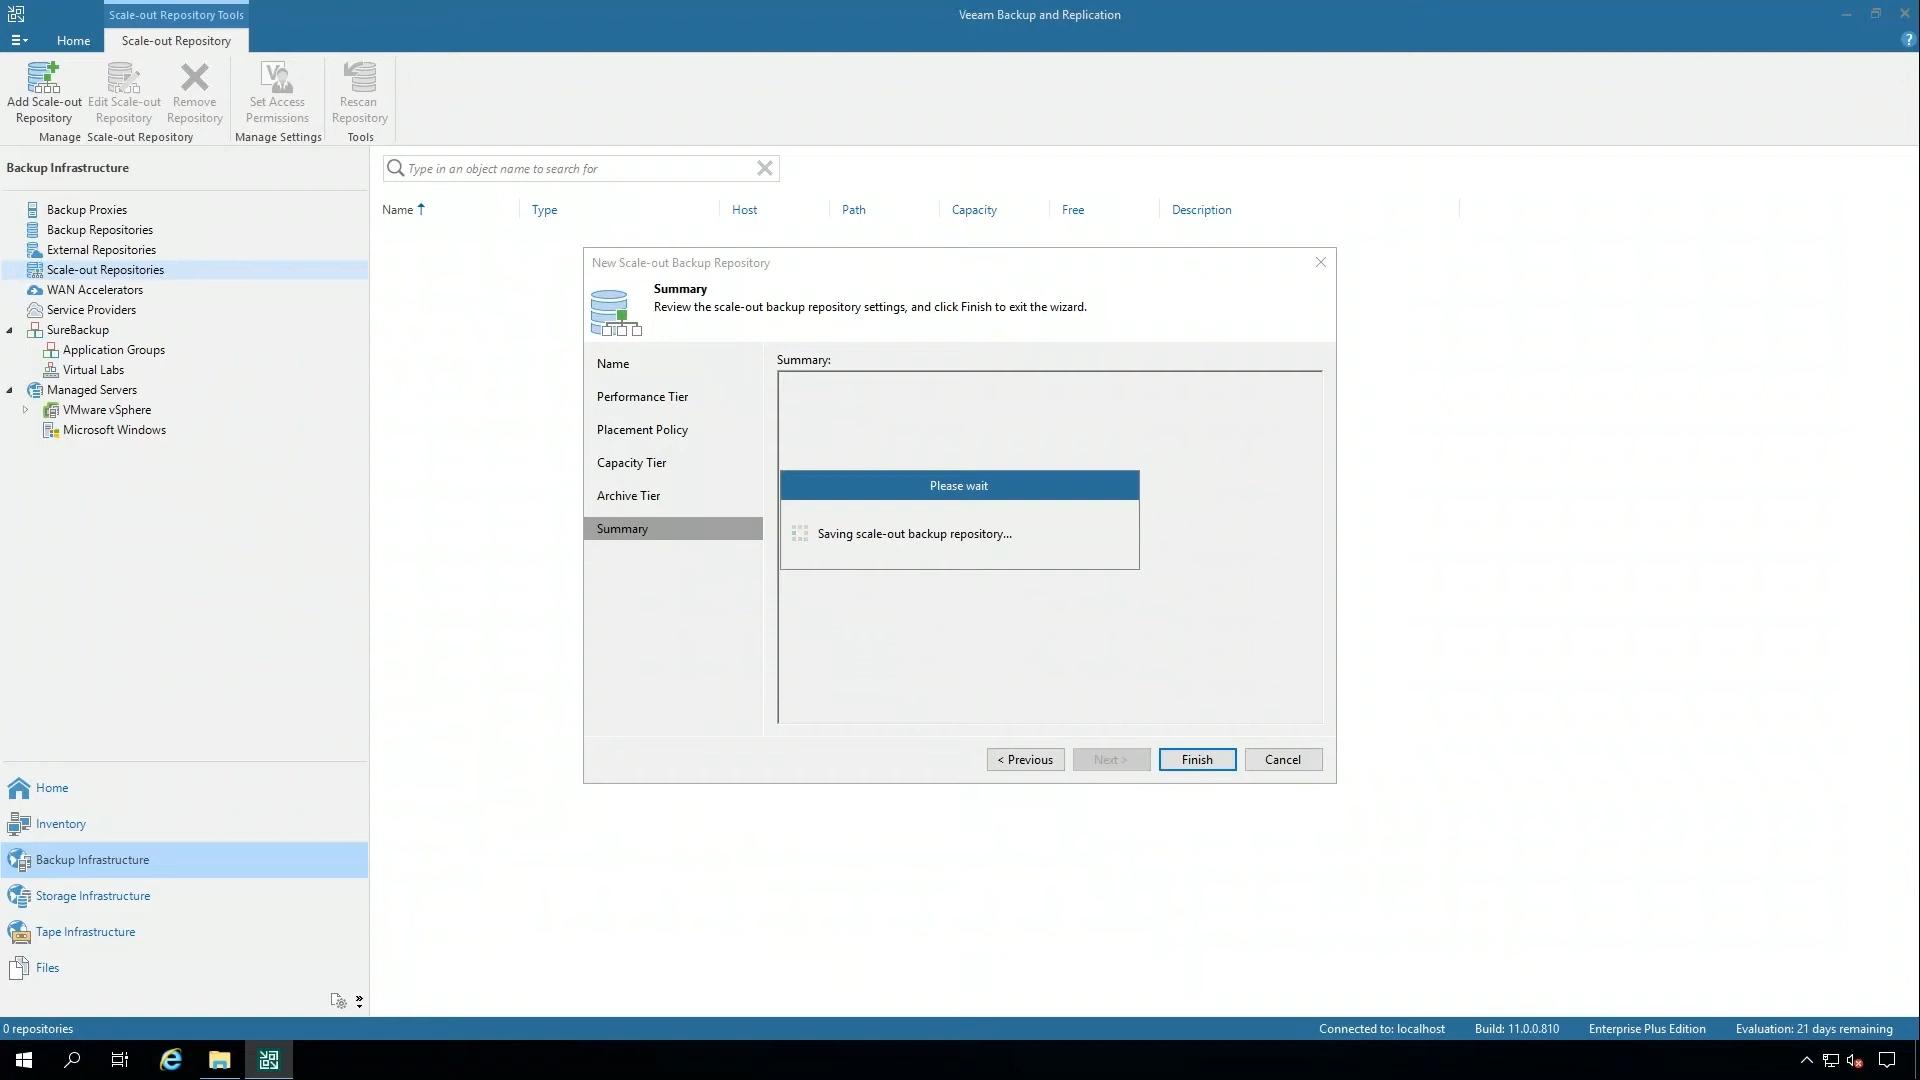 Scale-out Repository Tools
Veeam Backup and Replication
Home
Scale-out Repository
Add Scale-out
Repository
Edit Scale-out
Repository
Remove
Repository
Set Access
Permissions
Rescan
Repository
Manage Scale-out Repository
Manage Settings
Tools
Backup Infrastructure
Type in an object name to search for
Name
Type
Host
Path
Capacity
Free
Description
Backup Proxies
Backup Repositories
External Repositories
Scale-out Repositories
WAN Accelerators
Service Providers
SureBackup
Application Groups
Virtual Labs
Managed Servers
VMware vSphere
Microsoft Windows
New Scale-out Backup Repository
Summary
Review the scale-out backup repository settings, and click Finish to exit the wizard.
Name
Performance Tier
Placement Policy
Capacity Tier
Archive Tier
Summary
Summary:
Please wait
Saving scale-out backup repository...
< Previous
Next >
Finish
Cancel
Home
Inventory
Backup Infrastructure
Storage Infrastructure
Tape Infrastructure
Files
0 repositories
Connected to: localhost
Build: 11.0.0.810
Enterprise Plus Edition
Evaluation: 21 days remaining